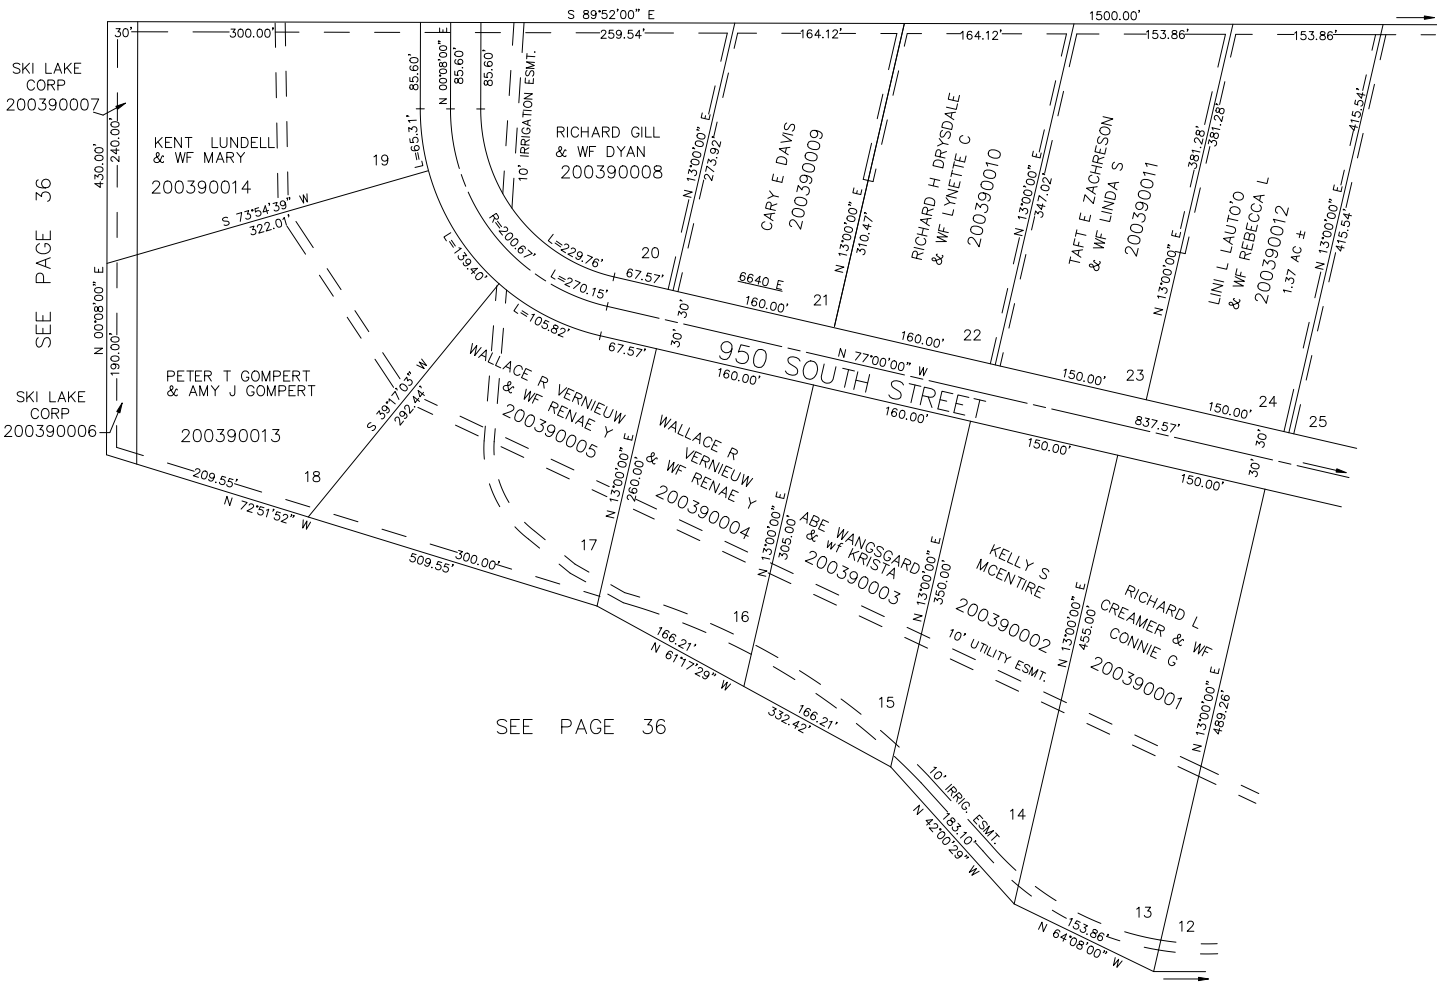 S 89°52'00" E
1500.00'
30'
300.00'
259.54'
164.12'
164.12'
153.86'
153.86'
SKI LAKE
CORP
200390007
430.00'
240.00'
N 00°08'00" E
190.00'
SEE PAGE 36
SKI LAKE
CORP
200390006
KENT LUNDELL
& WF MARY
200390014
19
S 73°54'39" W
322.01'
85.60'
N 00°08'00" E
85.60'
85.60'
L=65.31'
10' IRRIGATION ESMT.
RICHARD GILL
& WF DYAN
200390008
20
L=139.40'
R=200.67'
L=229.76'
L=270.15'
L=105.82'
67.57'
67.57'
30'
30'
N 13°00'00" E
273.92'
CARY E DAVIS
200390009
6640 E
160.00'
21
N 13°00'00" E
310.47'
RICHARD H DRYSDALE
& WF LYNETTE C
200390010
160.00'
22
N 13°00'00" E
347.02'
TAFT E ZACHRESON
& WF LINDA S
200390011
150.00'
23
N 13°00'00" E
381.28'
381.28'
LINI L LAUTO'O
& WF REBECCA L
200390012
1.37 AC ±
150.00'
24
N 13°00'00" E
415.54'
415.54'
415.54'
25
950 SOUTH STREET
N 77°00'00" W
837.57'
30'
30'
PETER T GOMPERT
& AMY J GOMPERT
200390013
18
S 39°17'03" W
292.44'
209.55'
N 72°51'52" W
300.00'
509.55'
WALLACE R VERNIEUW
& WF RENAE Y
200390005
17
N 13°00'00" E
260.00'
160.00'
WALLACE R
VERNIEUW
& WF RENAE Y
200390004
16
N 13°00'00" E
305.00'
160.00'
ABE WANGSGARD
& wf KRISTA
200390003
15
N 13°00'00" E
350.00'
150.00'
KELLY S
MCENTIRE
200390002
10' UTILITY ESMT.
14
N 13°00'00" E
455.00'
150.00'
RICHARD L
CREAMER & WF
CONNIE G
200390001
13
N 13°00'00" E
489.26'
12
166.21'
N 61°17'29" W
166.21'
332.42'
10' IRRIG. ESMT.
183.10'
N 42°00'29" W
153.86'
N 64°08'00" W
SEE PAGE 36